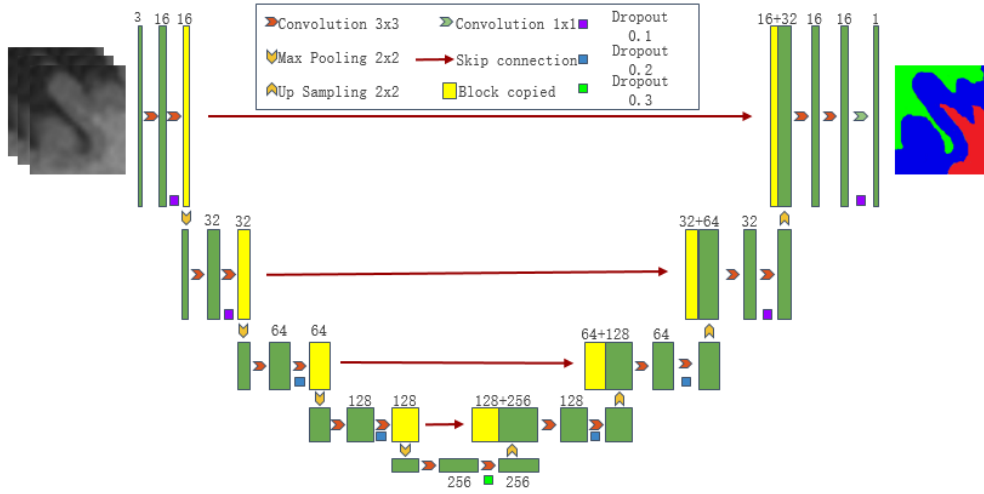 3 16 16
Convolution 3x3
Convolution 1x1
Dropout
0.1
Max Pooling 2x2
Skip connection
Dropout
0.2
Up Sampling 2x2
Block copied
Dropout
0.3
16+32 16 16 1
32 32
32+64 32
64 64
64+128 64
128 128
128+256 128
256 256